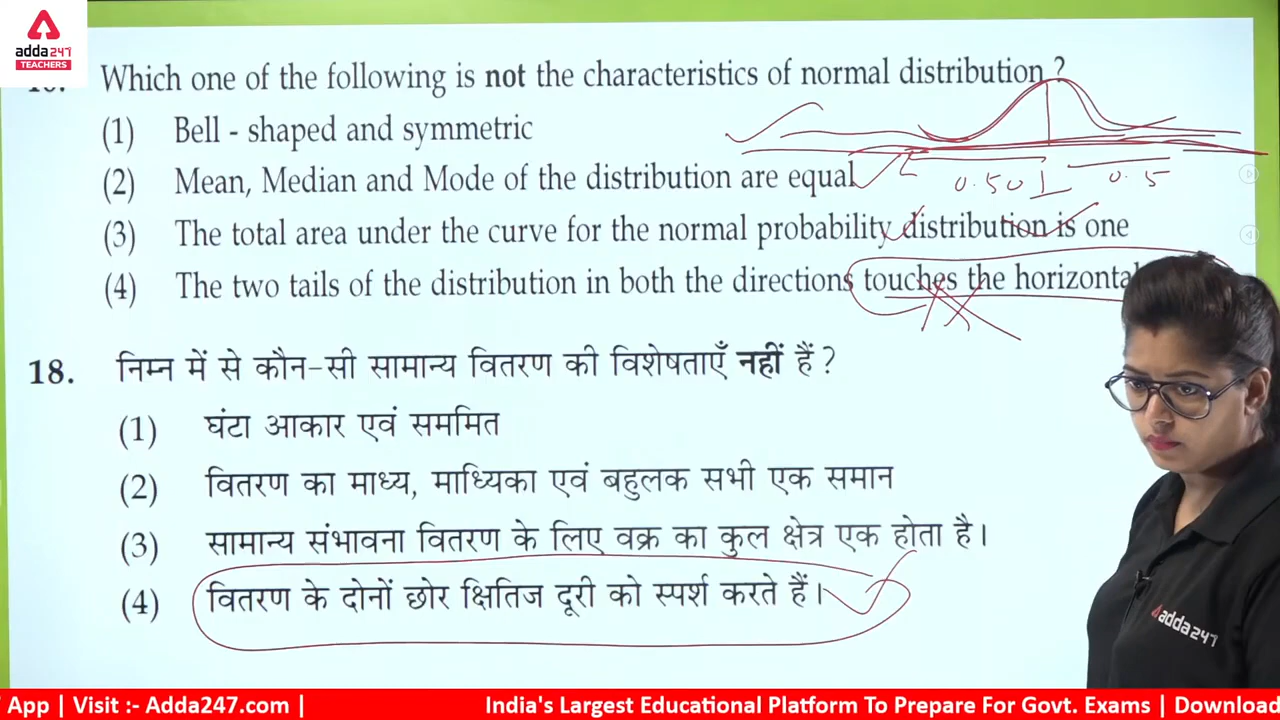 adda247
TEACHERS
Which one of the following is not the characteristics of normal distribution ?
(1) Bell - shaped and symmetric
(2) Mean, Median and Mode of the distribution are equal
0.50 0.5
(3) The total area under the curve for the normal probability distribution is one
(4) The two tails of the distribution in both the directions touches the horizontal
18. निम्न में से कौन-सी सामान्य वितरण की विशेषताएँ नहीं हैं ?
(1) घंटा आकार एवं सममित
(2) वितरण का माध्य, माध्यिका एवं बहुलक सभी एक समान
(3) सामान्य संभावना वितरण के लिए वक्र का कुल क्षेत्र एक होता है।
(4) वितरण के दोनों छोर क्षितिज दूरी को स्पर्श करते हैं।
adda247
App | Visit :- Adda247.com | India's Largest Educational Platform To Prepare For Govt. Exams | Download